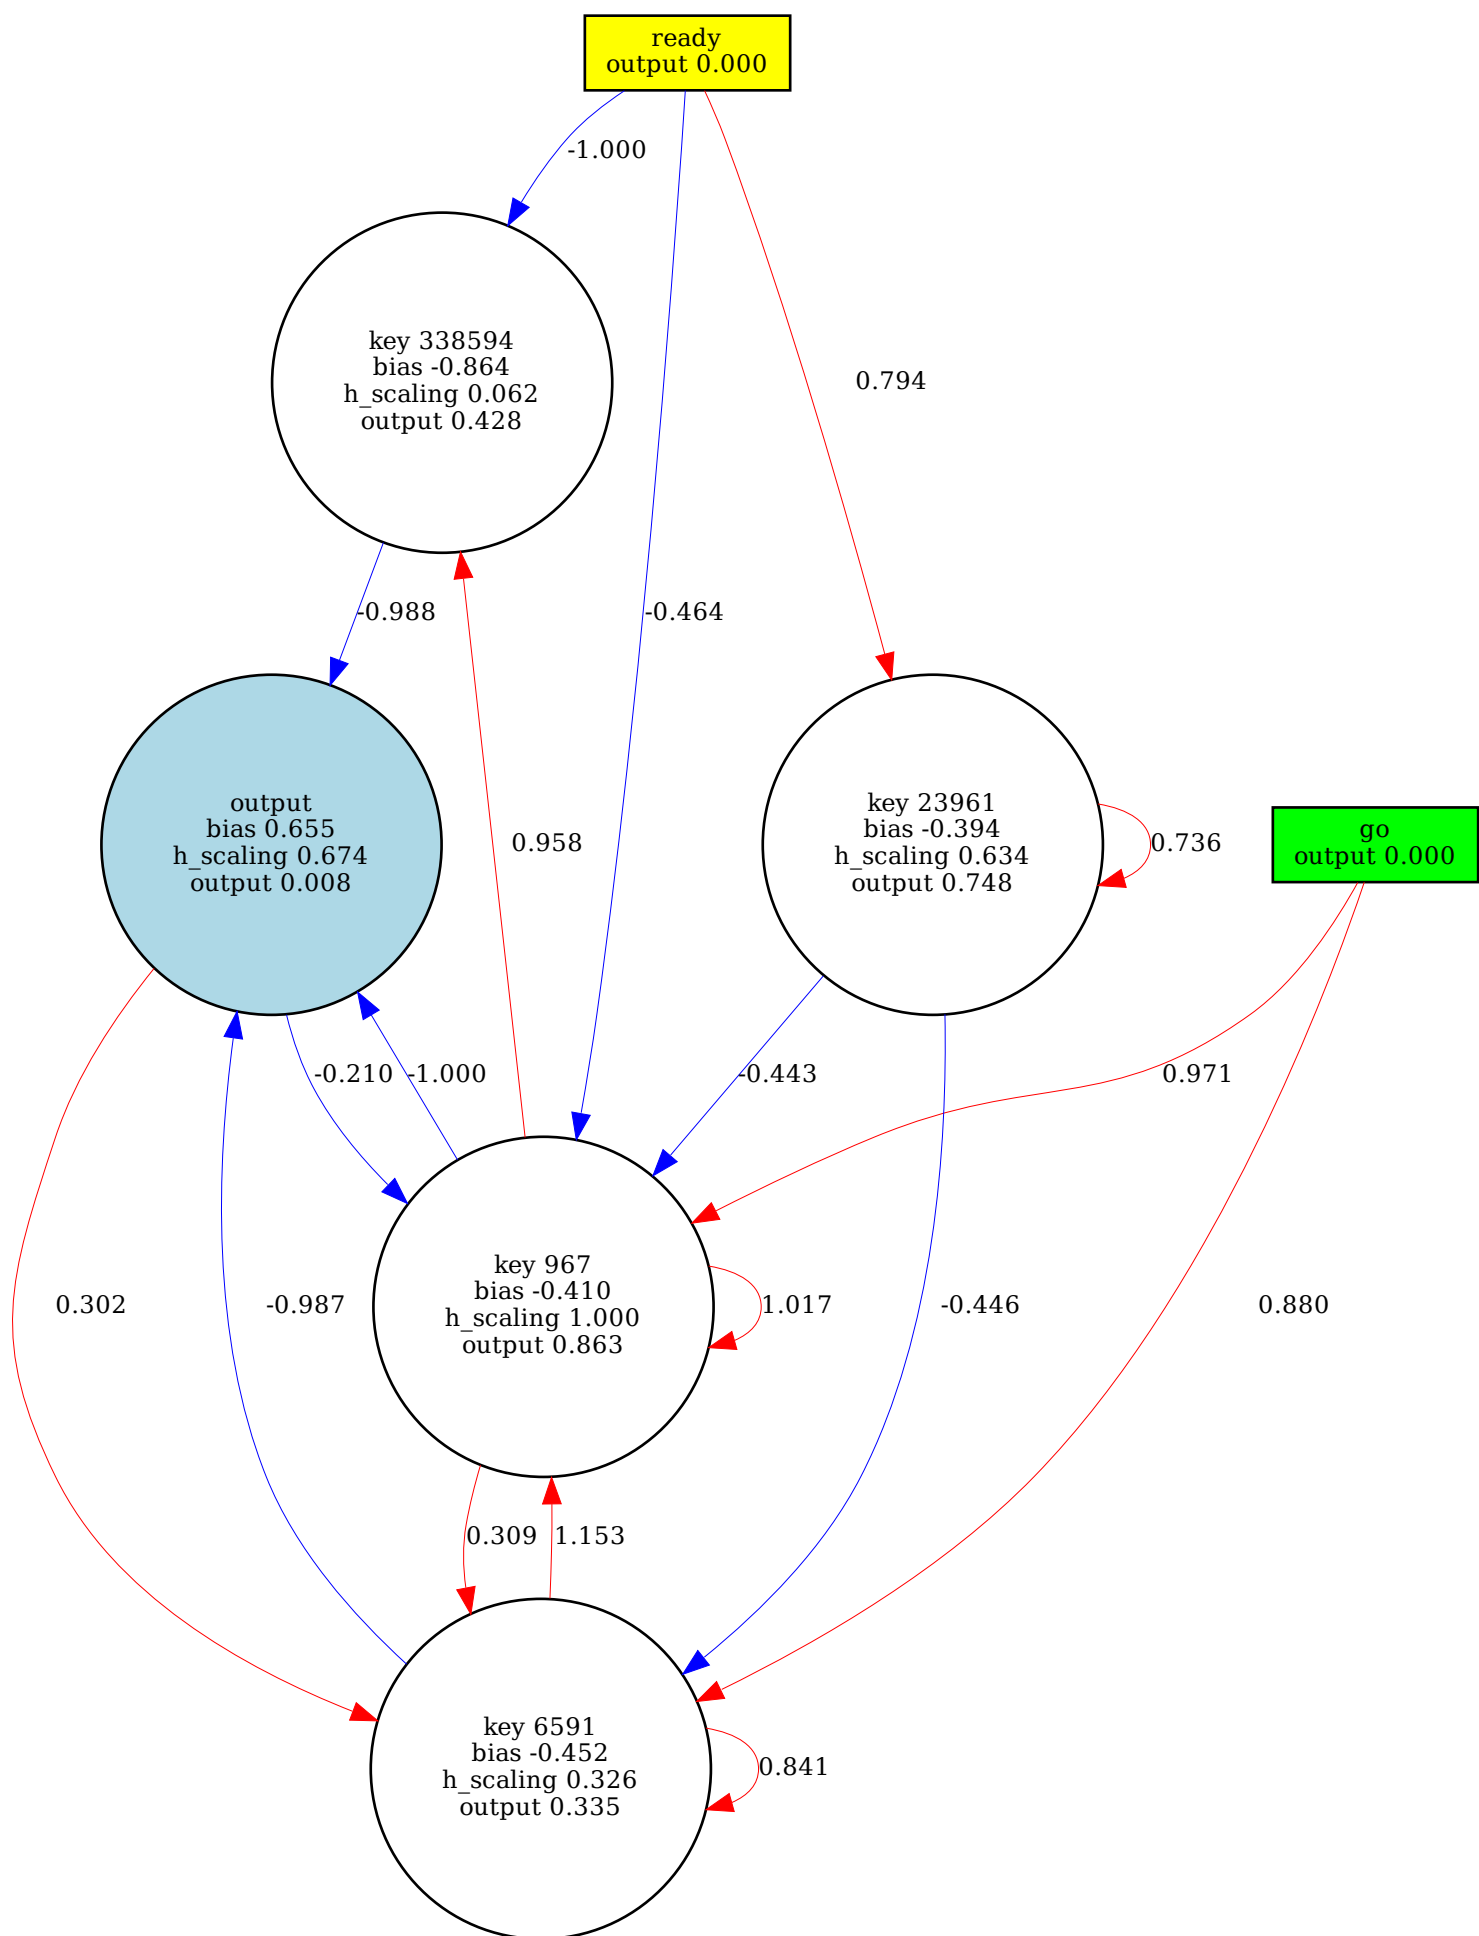 ready
output 0.000
-1.000
key 338594
bias -0.864
h_scaling 0.062
output 0.428
0.794
-0.988
-0.464
output
bias 0.655
h_scaling 0.674
output 0.008
0.958
key 23961
bias -0.394
h_scaling 0.634
output 0.748
0.736
go
output 0.000
-0.210
-1.000
-0.443
0.971
key 967
bias -0.410
h_scaling 1.000
output 0.863
0.302
-0.987
1.017
-0.446
0.880
0.309
1.153
key 6591
bias -0.452
h_scaling 0.326
output 0.335
0.841